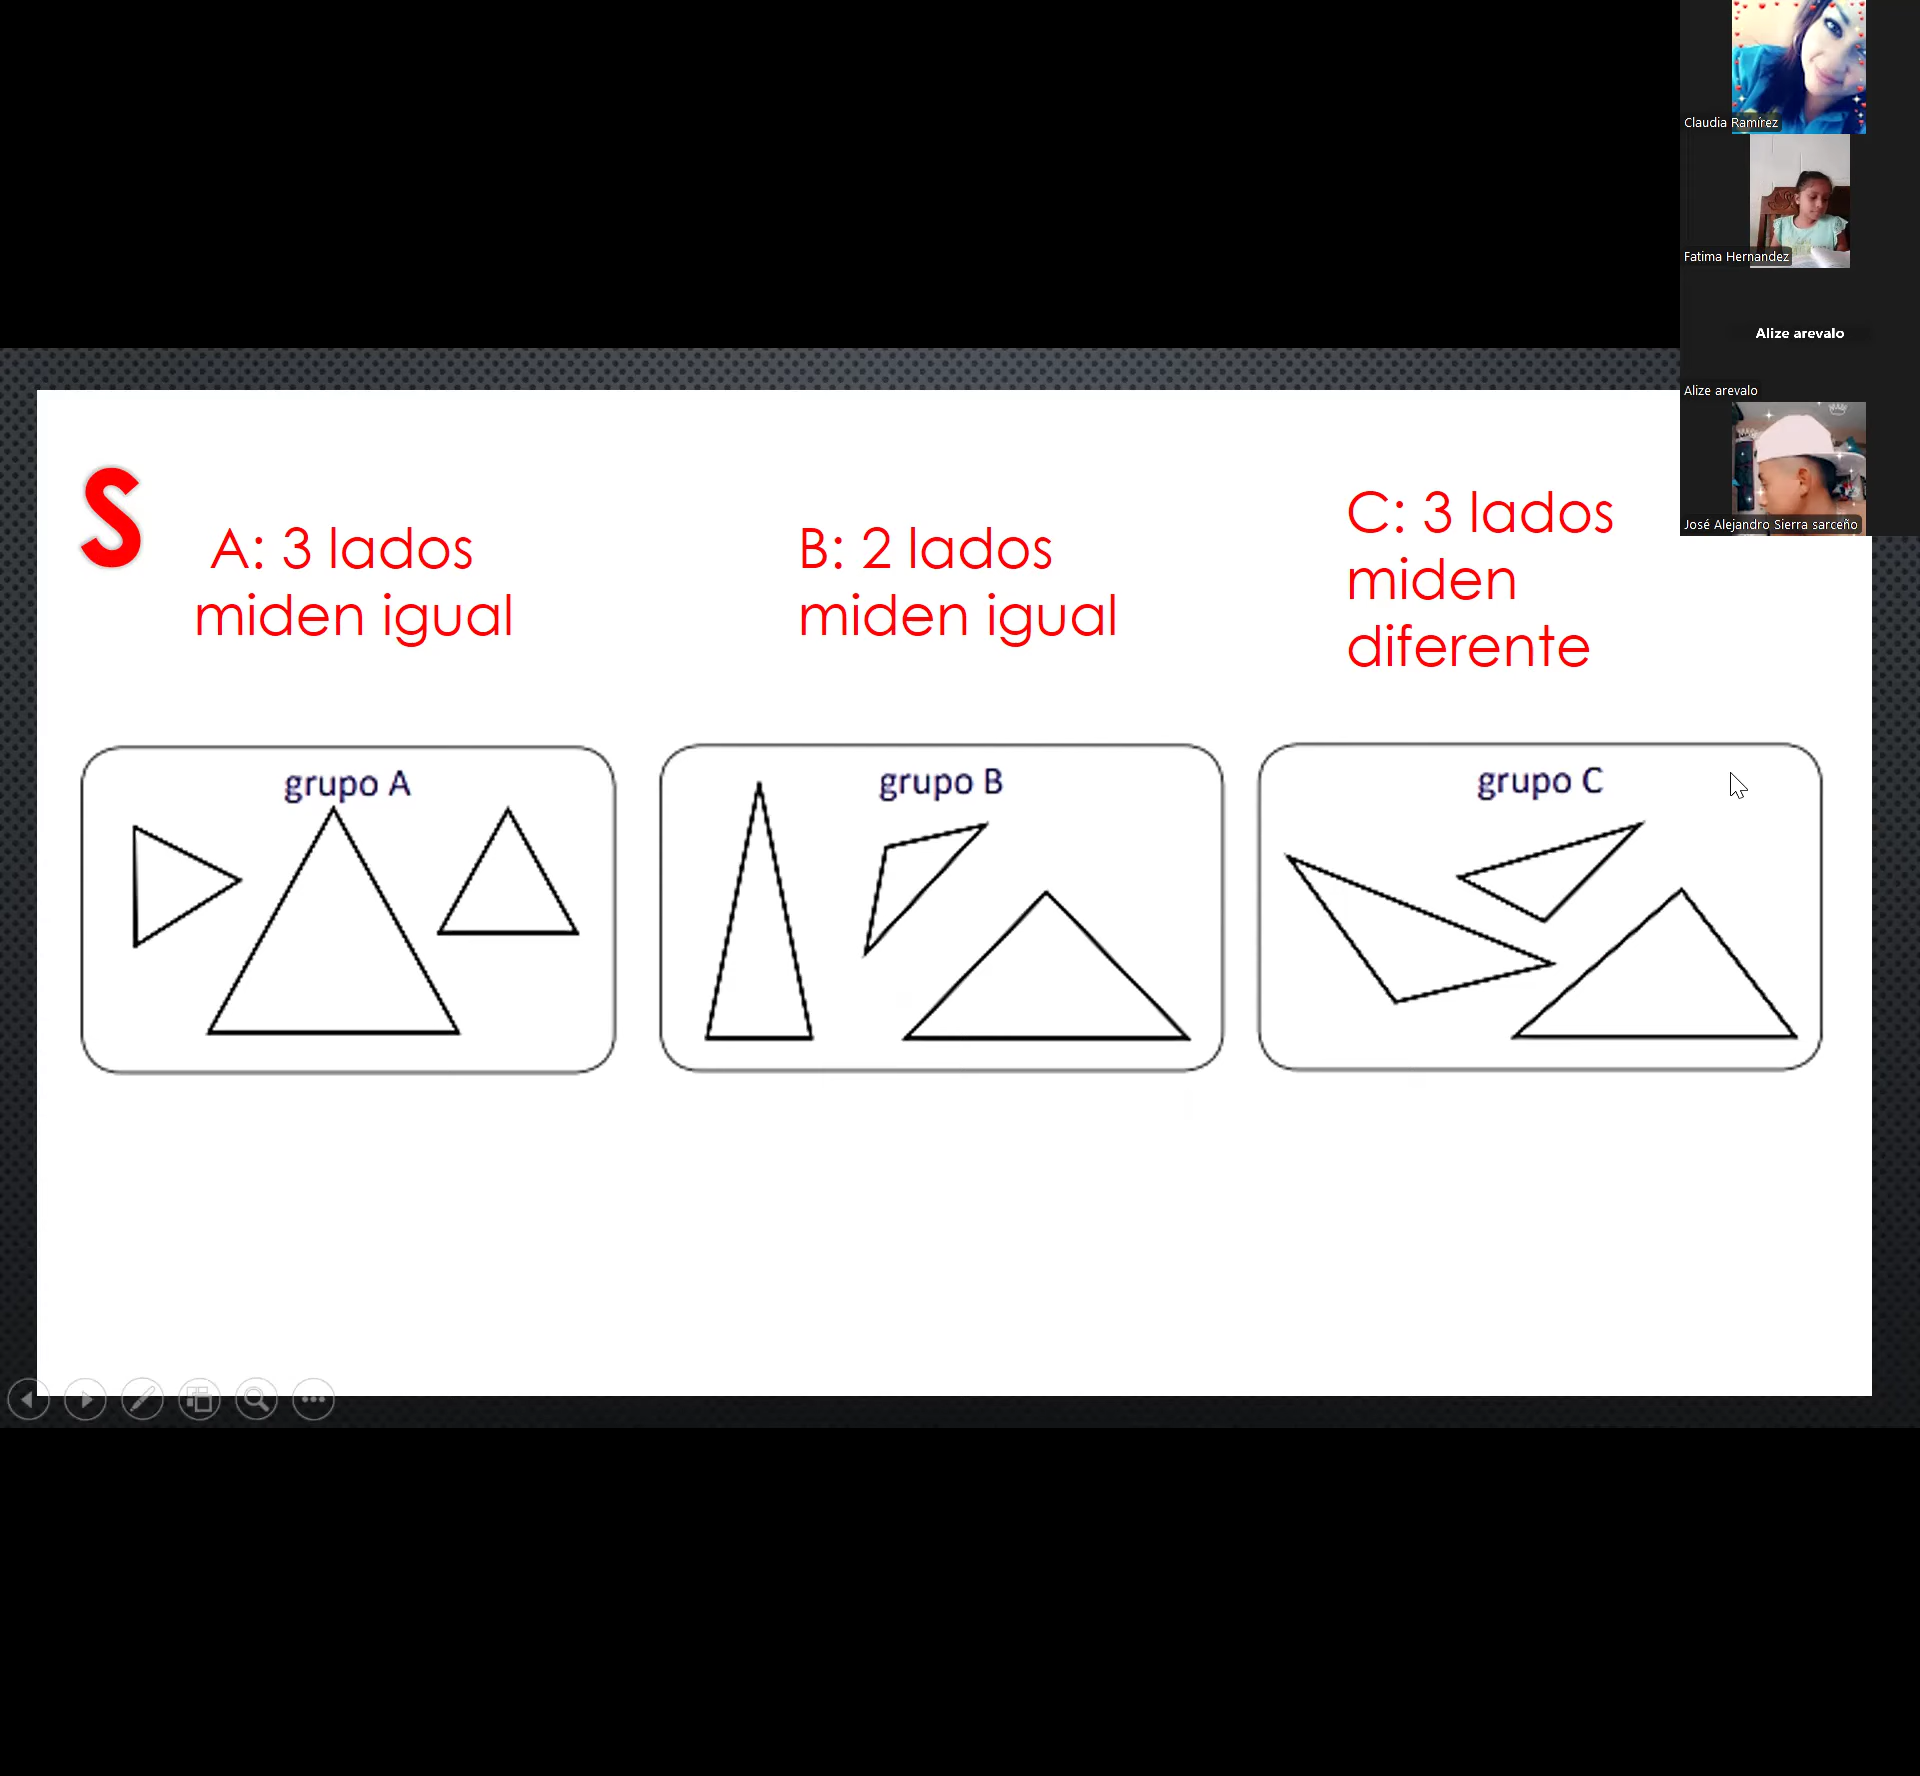 Claudia Ramírez
Fatima Hernandez
Alize arevalo
Alize arevalo
José Alejandro Sierra sarceño
S
A: 3 lados
miden igual
B: 2 lados
miden igual
C: 3 lados
miden
diferente
grupo A
grupo B
grupo C